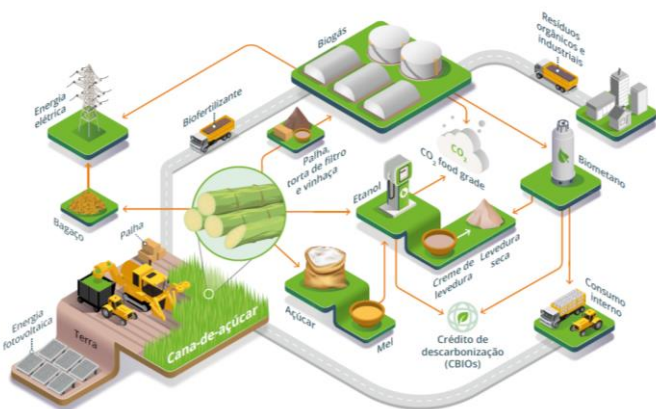 Biogás
Resíduos
orgânicos e
industriais
Energia
elétrica
Biofertilizante
Palha,
torta de filtro
e vinhaça
CO₂
CO₂ food grade
Etanol
Biometano
Bagaço
Palha
Creme de
levedura
Levedura
seca
Açúcar
Mel
Consumo
interno
Cana-de-açúcar
Crédito de
descarbonização
(CBIOs)
Energia
fotovoltaica
Terra